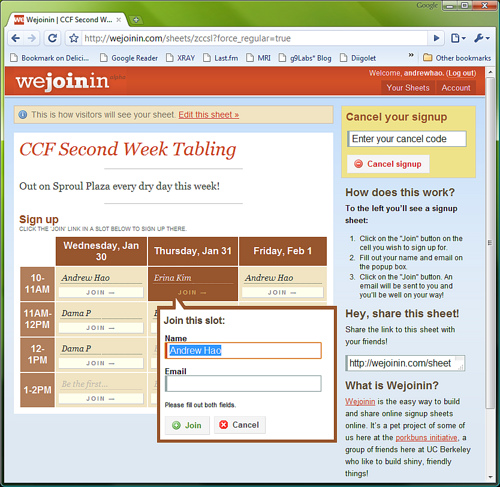 Google
Wejoinin | CCF Second W...
http://wejoinin.com/sheets/zccsl?force_regular=true
Bookmark on Delici...
Google Reader
XRAY
Last.fm
MRI
g9Labs* Blog
Diigolet
»
Other bookmarks
wejoinin alpha
Welcome, andrewhao. (Log out)
Your Sheets
Account
This is how visitors will see your sheet. Edit this sheet »
CCF Second Week Tabling
Out on Sproul Plaza every dry day this week!
Sign up
CLICK THE 'JOIN' LINK IN A SLOT BELOW TO SIGN UP THERE.
Wednesday, Jan 30
Thursday, Jan 31
Friday, Feb 1
10-11AM
Andrew Hao
JOIN →
Erina Kim
JOIN →
Andrew Hao
JOIN →
11AM-12PM
Dama P
JOIN →
12-1PM
Dama P
JOIN →
1-2PM
Be the first...
JOIN →
Join this slot:
Name
Andrew Hao
Email
Please fill out both fields.
Join
Cancel
Cancel your signup
Enter your cancel code
Cancel signup
How does this work?
To the left you'll see a signup
sheet:
1. Click on the "Join" button on the
cell you wish to sign up for.
2. Fill out your name and email on
the popup box.
3. Click on the "Join" button. An
email will be sent to you and
you'll be well on your way!
Hey, share this!
Share the link to this sheet with
your friends!
http://wejoinin.com/sheet
What is Wejoinin?
Wejoinin is the easy way to build
and share online signup sheets
online. It's a pet project of some of
us here at the porkbuns initiative, a
group of friends here at UC Berkeley
who like to build shiny, friendly
things!